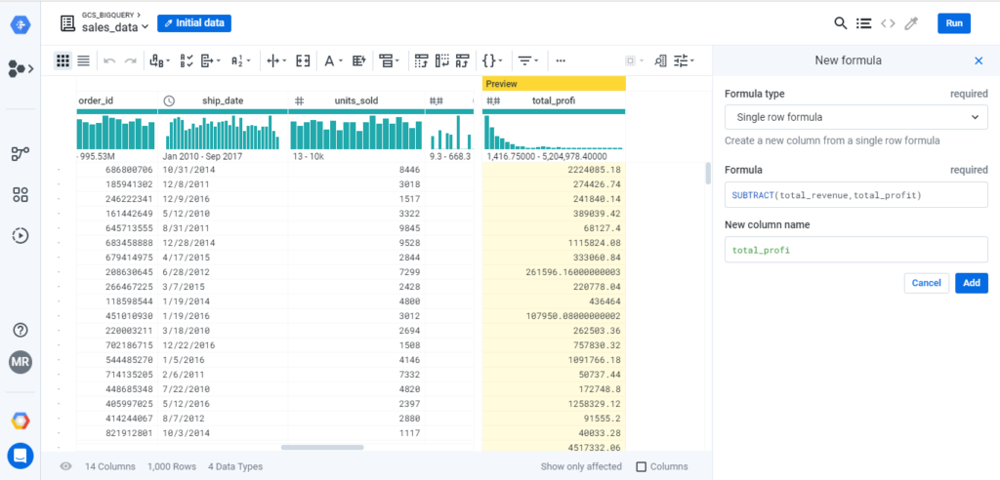 GCS_BIGQUERY
sales_data
Initial data
Run
New formula
Preview
order_id ship_date units_sold total_profi
- 995.53M Jan 2010 - Sep 2017 13 - 10k 9.3 - 668.3 1,416.75000 - 5,204,978.40000
686800706 10/31/2014 8446 2224085.18
185941302 12/8/2011 3018 274426.74
246222341 12/9/2016 1517 241840.14
161442649 5/12/2010 3322 389039.42
645713555 8/31/2011 9845 68127.4
683458888 12/28/2014 9528 1115824.08
679414975 4/17/2015 2844 333060.84
208630645 6/28/2012 7299 261596.16000000003
266467225 3/7/2015 2428 220778.04
118598544 1/19/2014 4800 436464
451010930 1/19/2016 3012 107950.08000000002
220003211 3/18/2010 2694 262503.36
702186715 12/22/2016 1508 757830.32
544485270 1/5/2016 4146 1091766.18
714135205 2/6/2011 7332 50737.44
448685348 7/22/2010 4820 172748.8
405997025 5/12/2016 2397 1258329.12
414244067 8/7/2012 2880 91555.2
821912801 10/3/2014 1117 40033.28
4517332.06
Formula type required
Single row formula
Create a new column from a single row formula
Formula required
SUBTRACT(total_revenue,total_profit)
New column name
total_profi
Cancel Add
MR
14 Columns 1,000 Rows 4 Data Types Show only affected Columns